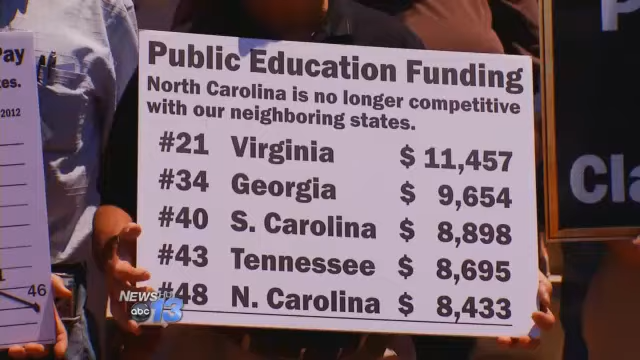 Pay
tes.
2012
46
Public Education Funding
North Carolina is no longer competitive
with our neighboring states.
#21 Virginia $ 11,457
#34 Georgia $ 9,654
#40 S. Carolina $ 8,898
#43 Tennessee $ 8,695
#48 N. Carolina $ 8,433
NEWS
abc 13
Cla